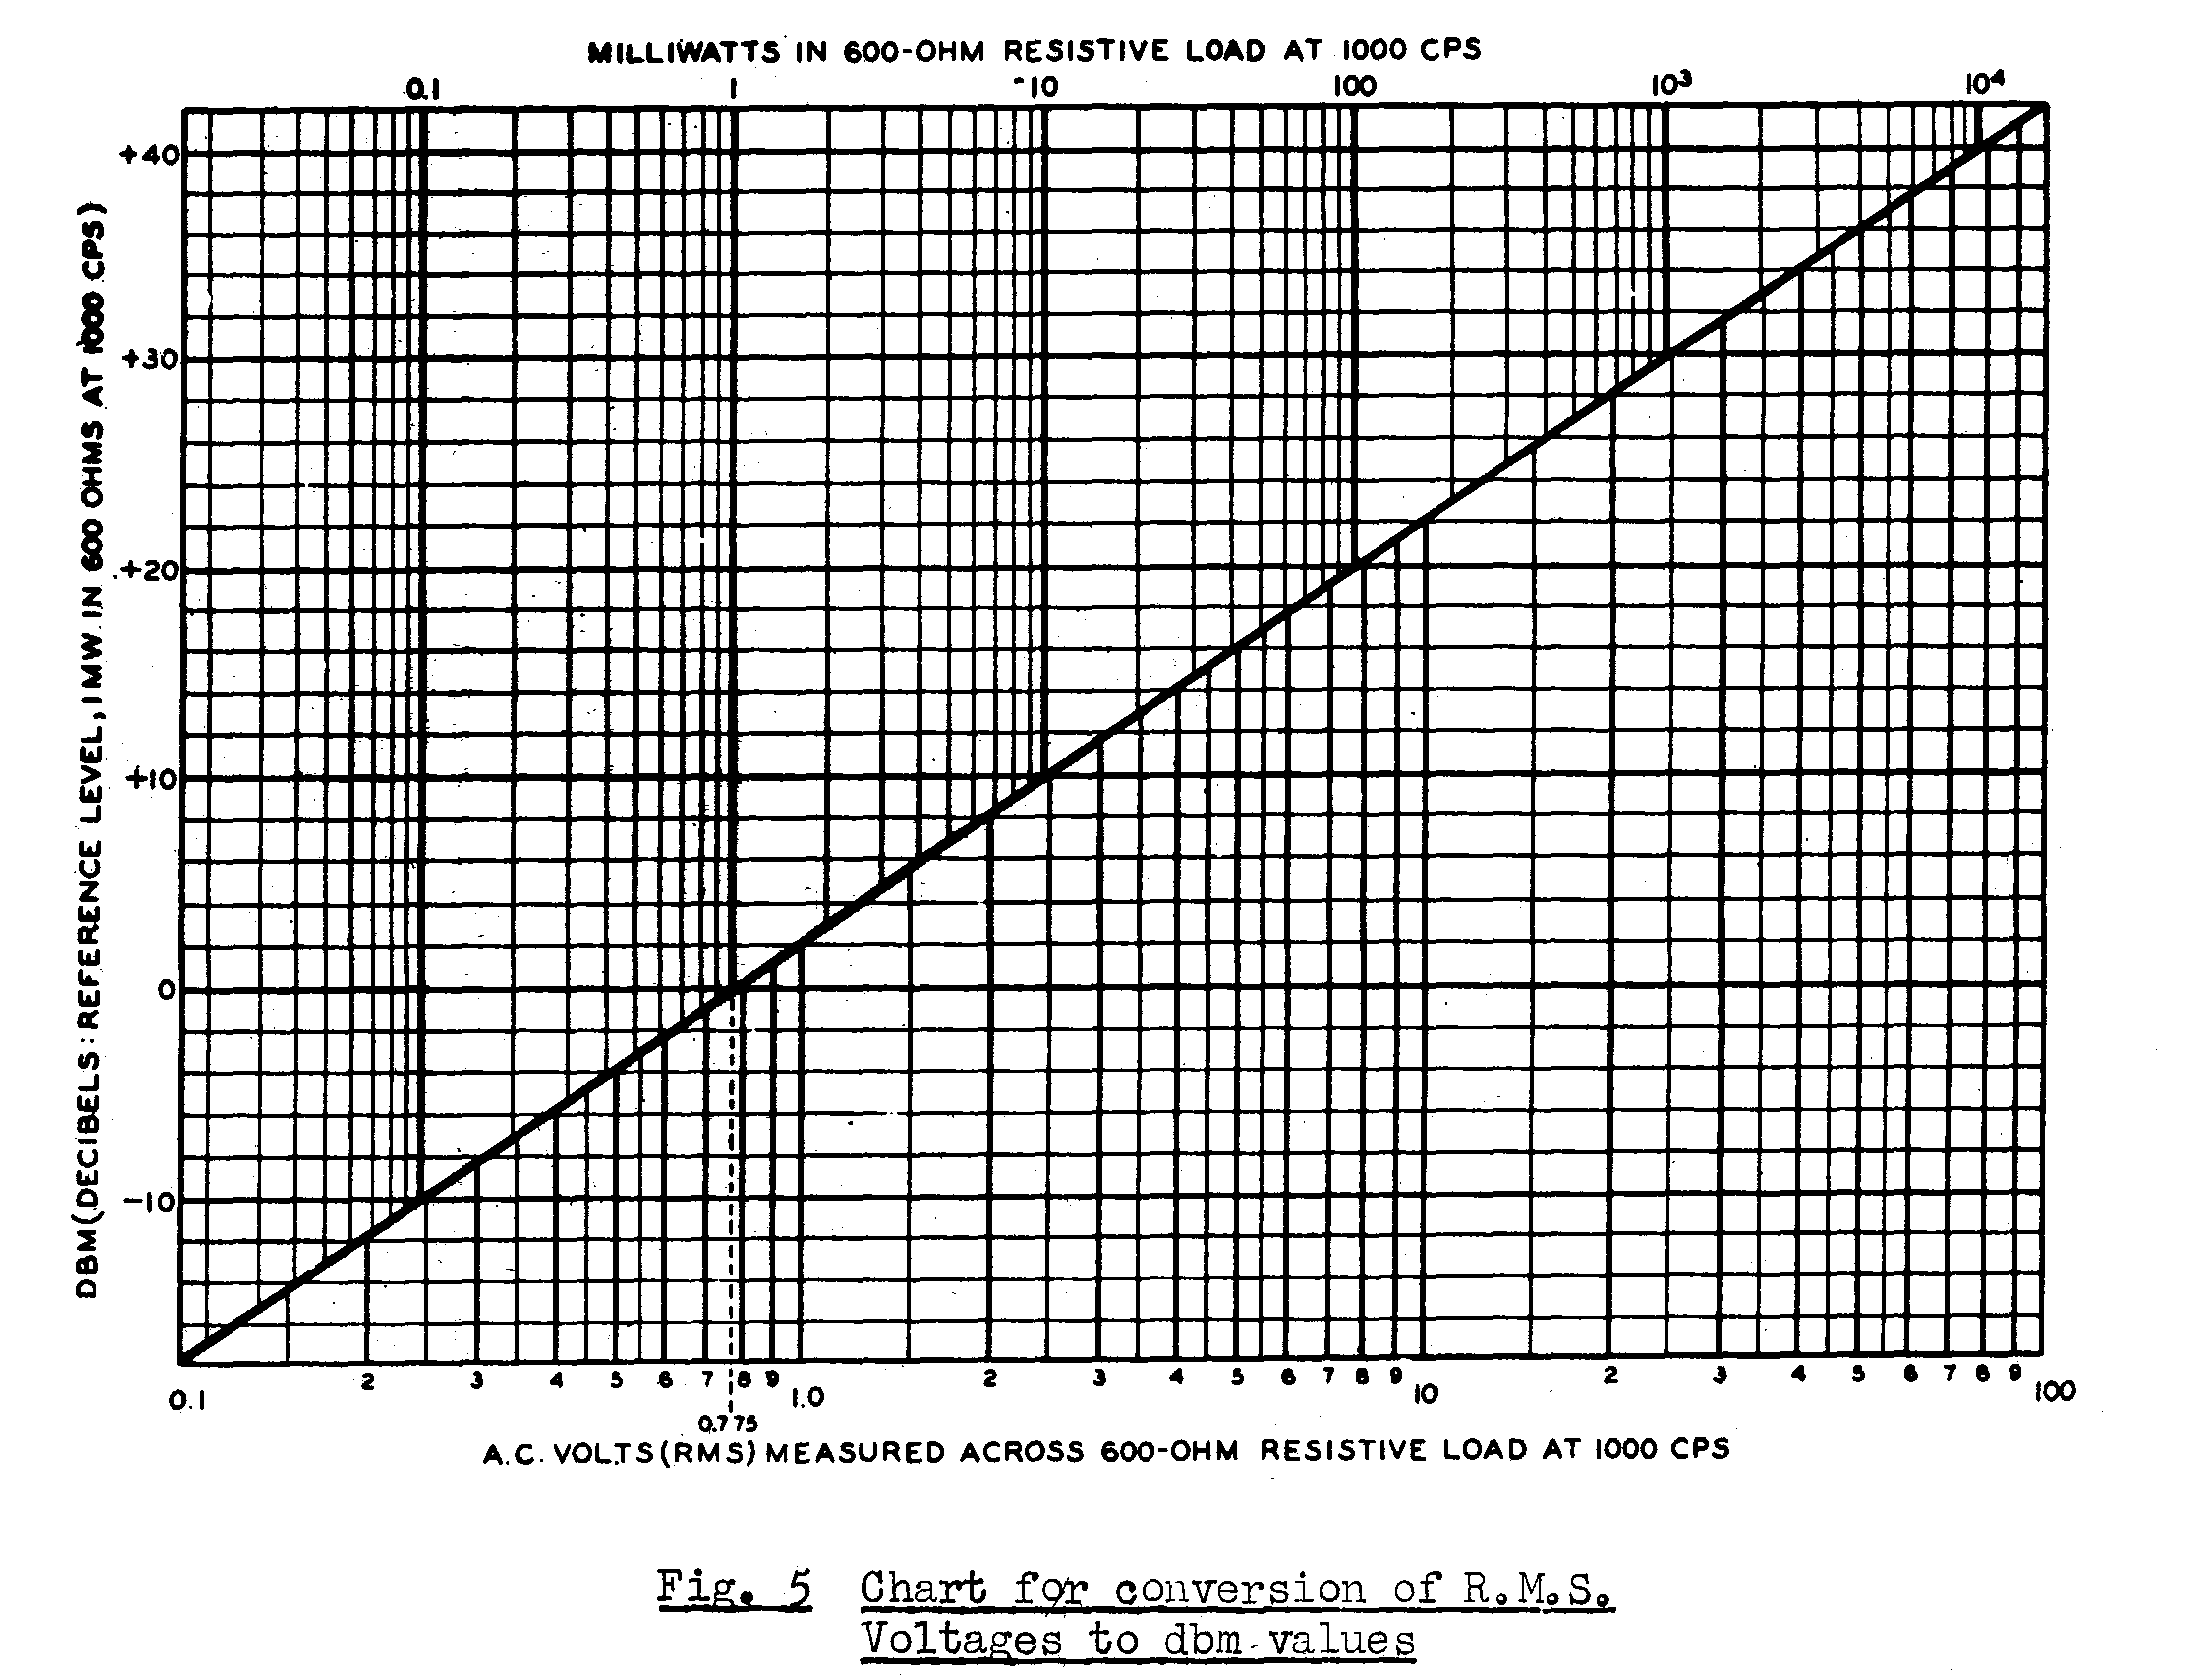 MILLIWATTS IN 600-OHM RESISTIVE LOAD AT 1000 CPS
0.1 1 10 100 10³ 10⁴
DBM (DECIBELS: REFERENCE LEVEL, 1 MW IN 600 OHMS AT 1000 CPS)
+40
+30
+20
+10
0
-10
2 3 4 5 6 7 8 9 2 3 4 5 6 7 8 9 2 3 4 5 6 7 8 9
0.1 1.0 10 100
0.775
A.C. VOLTS (RMS) MEASURED ACROSS 600-OHM RESISTIVE LOAD AT 1000 CPS
Fig. 5 Chart for conversion of R.M.S.
Voltages to dbm values